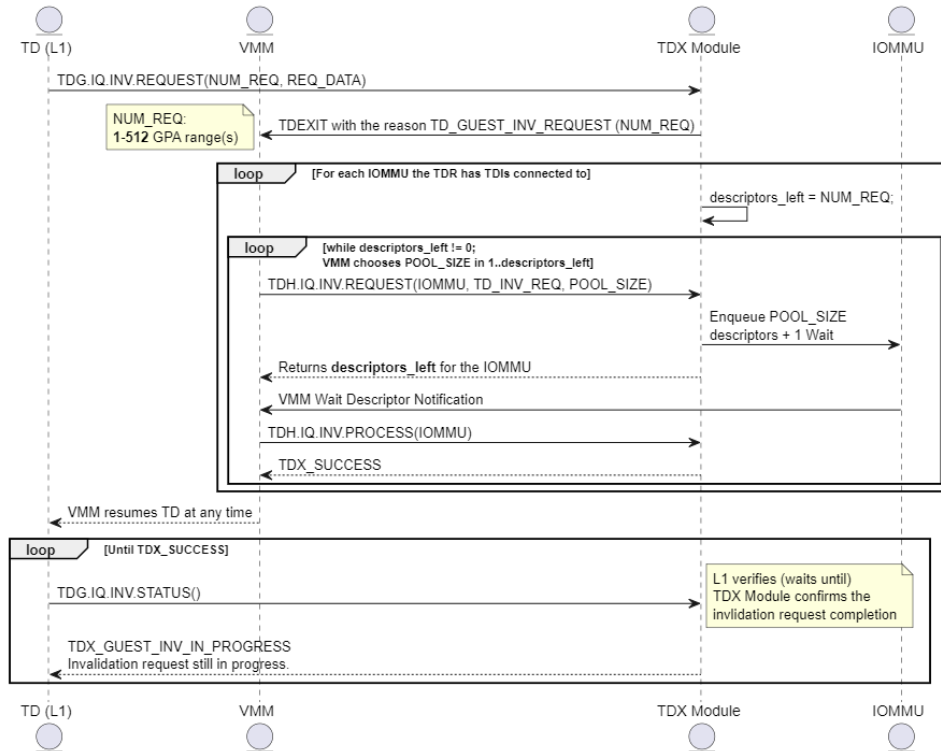 TD (L1)
VMM
TDX Module
IOMMU
TDG.IQ.INV.REQUEST(NUM_REQ, REQ_DATA)
NUM_REQ:
1-512 GPA range(s)
TDEXIT with the reason TD_GUEST_INV_REQUEST (NUM_REQ)
loop
[For each IOMMU the TDR has TDIs connected to]
descriptors_left = NUM_REQ;
loop
[while descriptors_left != 0;
VMM chooses POOL_SIZE in 1..descriptors_left]
TDH.IQ.INV.REQUEST(IOMMU, TD_INV_REQ, POOL_SIZE)
Enqueue POOL_SIZE
descriptors + 1 Wait
Returns descriptors_left for the IOMMU
VMM Wait Descriptor Notification
TDH.IQ.INV.PROCESS(IOMMU)
TDX_SUCCESS
VMM resumes TD at any time
loop
[Until TDX_SUCCESS]
TDG.IQ.INV.STATUS()
L1 verifies (waits until)
TDX Module confirms the
invlidation request completion
TDX_GUEST_INV_IN_PROGRESS
Invalidation request still in progress.
TD (L1)
VMM
TDX Module
IOMMU